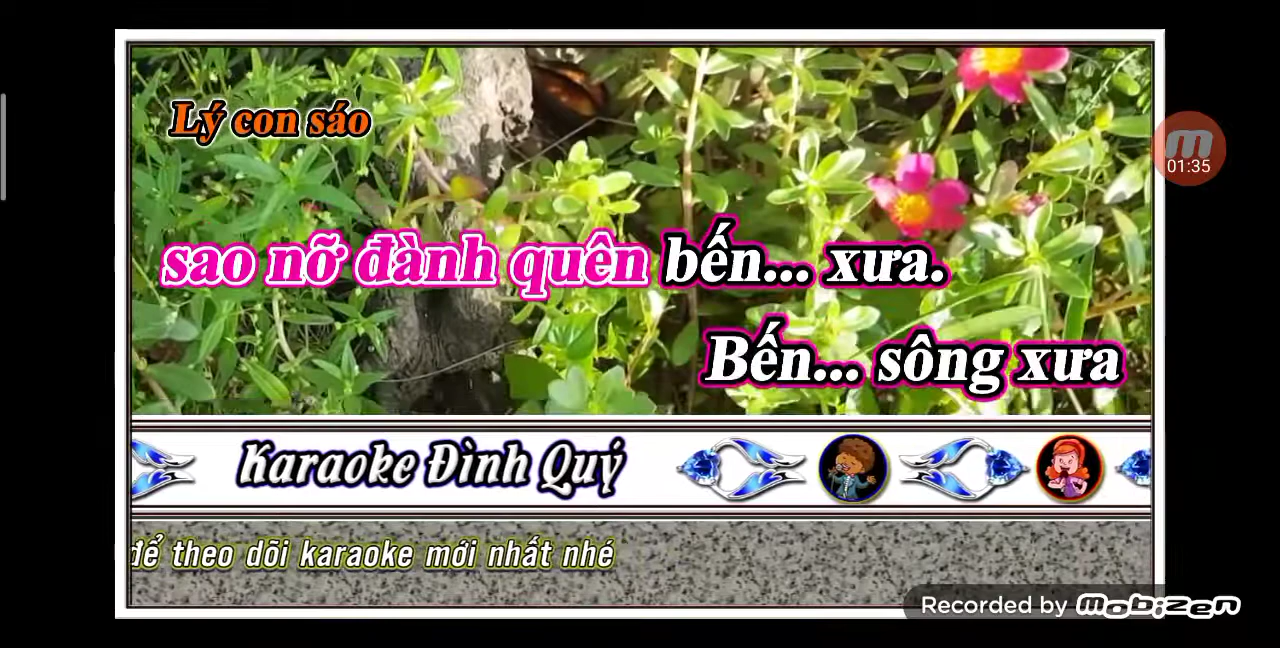 Lý con sáo
01:35
sao nỡ đành quên bến... xưa.
Bến... sông xưa
Karaoke Đình Quý
để theo dõi karaoke mới nhất nhé
Recorded by mobizen